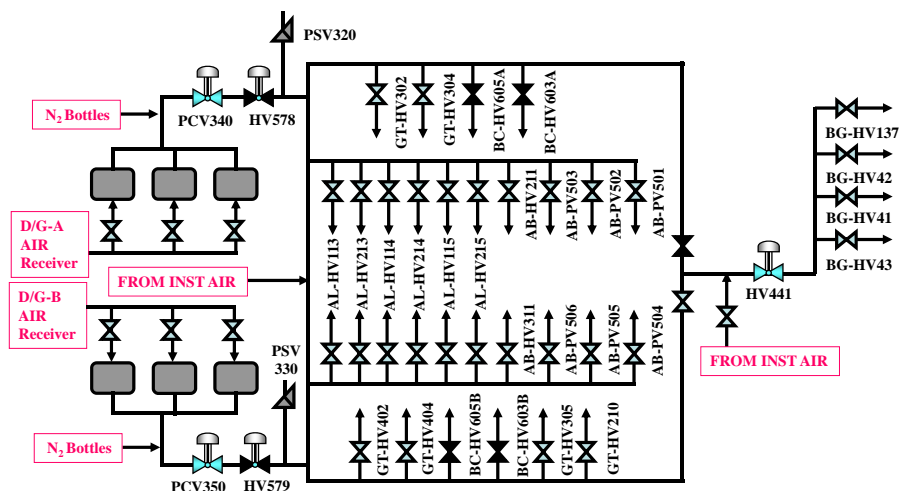 PSV320
N2 Bottles
PCV340
HV578
GT-HV302
GT-HV304
BC-HV605A
BC-HV603A
BG-HV137
BG-HV42
BG-HV41
BG-HV43
D/G-A
AIR
Receiver
AB-HV211
AB-PV503
AB-PV502
AB-PV501
FROM INST AIR
AL-HV113
AL-HV213
AL-HV114
AL-HV214
AL-HV115
AL-HV215
HV441
D/G-B
AIR
Receiver
PSV
330
AB-HV311
AB-PV506
AB-PV505
AB-PV504
FROM INST AIR
GT-HV402
GT-HV404
BC-HV605B
BC-HV603B
GT-HV305
GT-HV210
N2 Bottles
PCV350
HV579